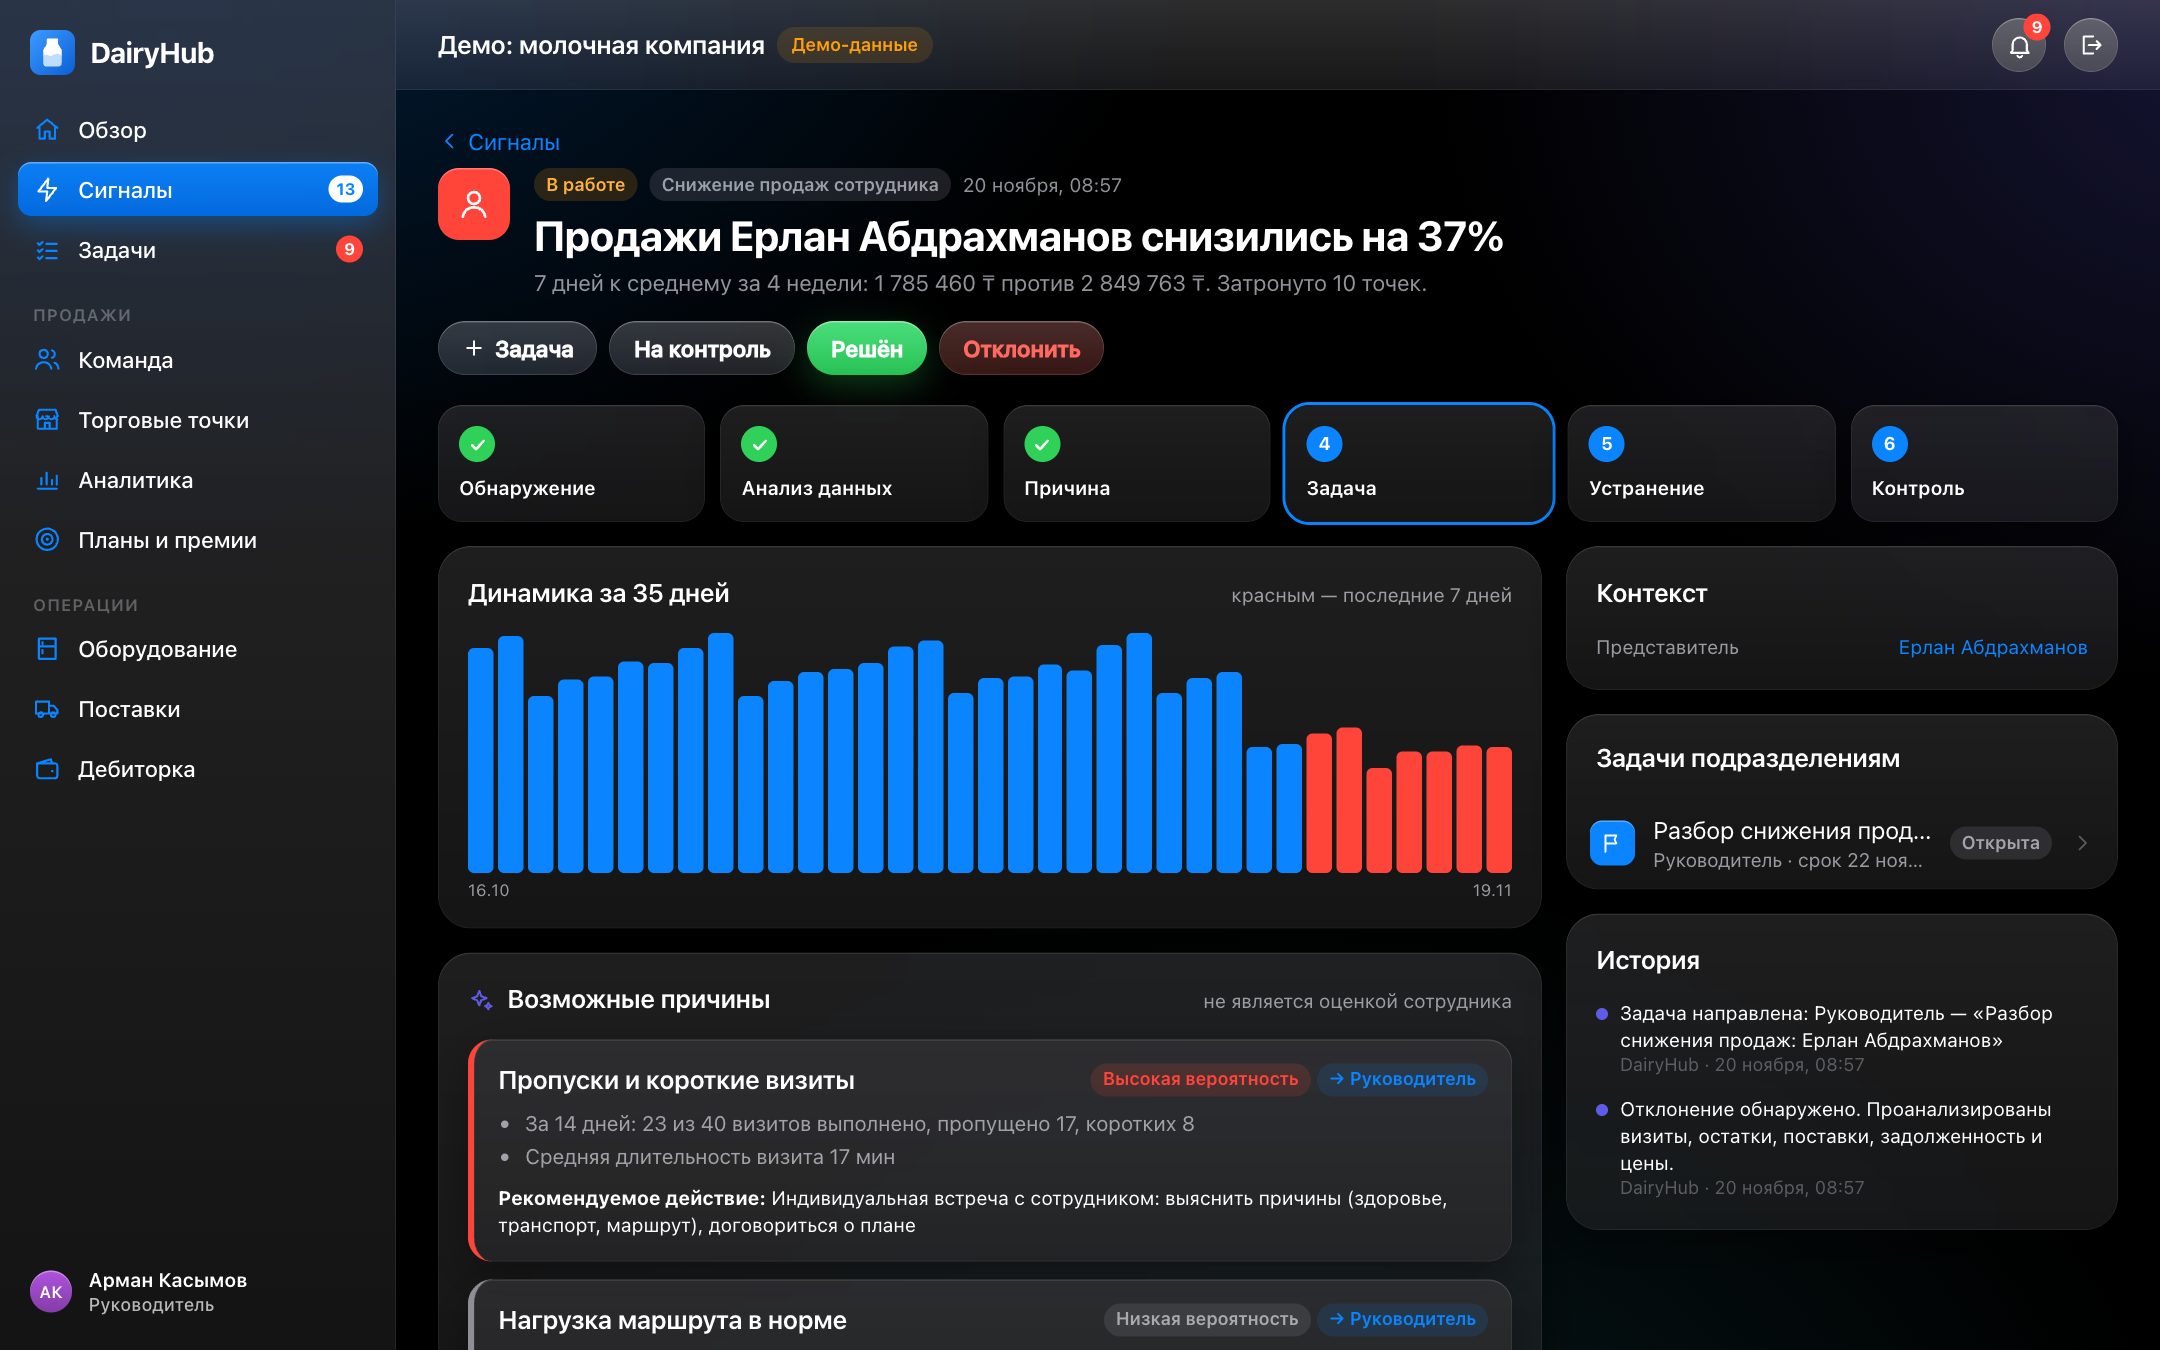 DairyHub
Обзор
Сигналы 13
Задачи 9
ПРОДАЖИ
Команда
Торговые точки
Аналитика
Планы и премии
ОПЕРАЦИИ
Оборудование
Поставки
Дебиторка
АК
Арман Касымов
Руководитель
Демо: молочная компания Демо-данные
9
Сигналы
В работе Снижение продаж сотрудника 20 ноября, 08:57
Продажи Ерлан Абдрахманов снизились на 37%
7 дней к среднему за 4 недели: 1 785 460 ₸ против 2 849 763 ₸. Затронуто 10 точек.
+ Задача На контроль Решён Отклонить
Обнаружение
Анализ данных
Причина
4
Задача
5
Устранение
6
Контроль
Динамика за 35 дней красным — последние 7 дней
16.10 19.11
Возможные причины не является оценкой сотрудника
Пропуски и короткие визиты Высокая вероятность → Руководитель
• За 14 дней: 23 из 40 визитов выполнено, пропущено 17, коротких 8
• Средняя длительность визита 17 мин
Рекомендуемое действие: Индивидуальная встреча с сотрудником: выяснить причины (здоровье,
транспорт, маршрут), договориться о плане
Нагрузка маршрута в норме Низкая вероятность → Руководитель
Контекст
Представитель Ерлан Абдрахманов
Задачи подразделениям
Разбор снижения прод...
Руководитель · срок 22 ноя...
Открыта
История
Задача направлена: Руководитель — «Разбор
снижения продаж: Ерлан Абдрахманов»
DairyHub · 20 ноября, 08:57
Отклонение обнаружено. Проанализированы
визиты, остатки, поставки, задолженность и
цены.
DairyHub · 20 ноября, 08:57